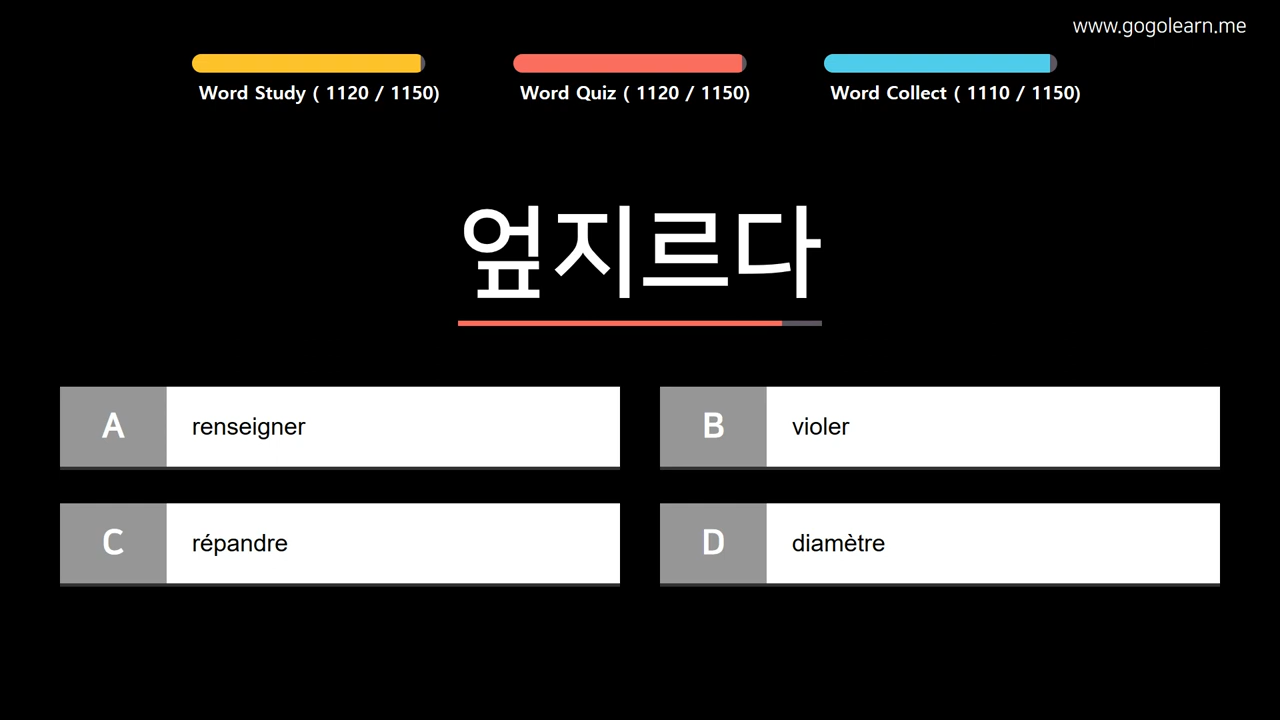 www.gogolearn.me
Word Study ( 1120 / 1150)
Word Quiz ( 1120 / 1150)
Word Collect ( 1110 / 1150)
엎지르다
A
renseigner
B
violer
C
répandre
D
diamètre